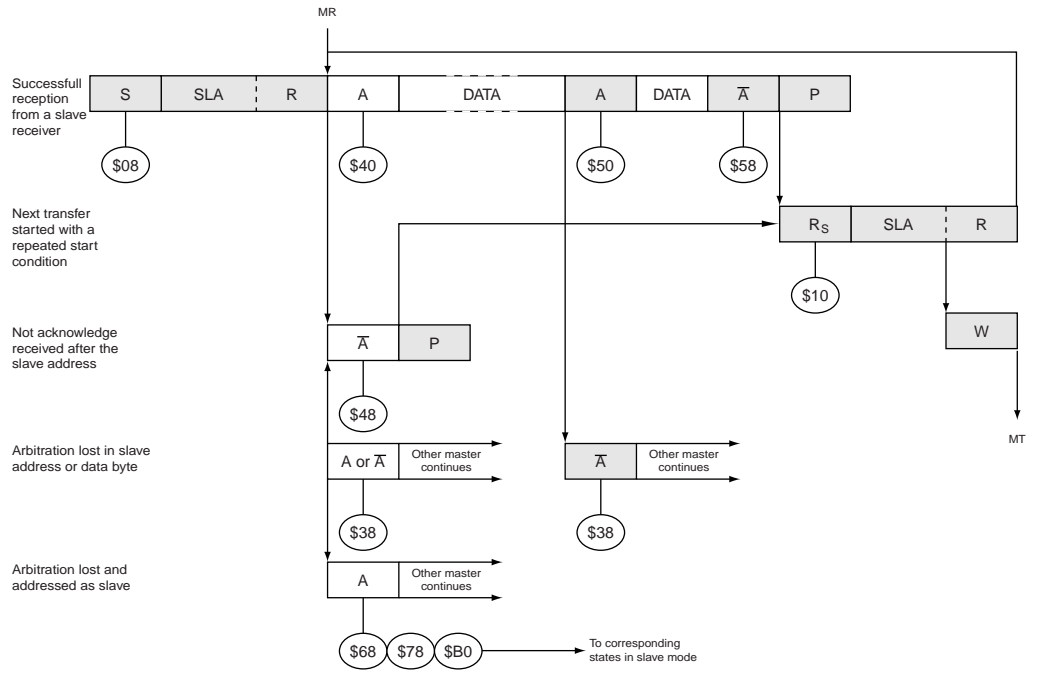 MR
Successfull
reception
from a slave
receiver
S SLA R A DATA A DATA A̅ P
$08 $40 $50 $58
Next transfer
started with a
repeated start
condition
RS SLA R
$10
Not acknowledge
received after the
slave address
A̅ P
W
$48
MT
Arbitration lost in slave
address or data byte
A or A̅
Other master
continues
A̅
Other master
continues
$38 $38
Arbitration lost and
addressed as slave
A
Other master
continues
$68 $78 $B0
To corresponding
states in slave mode